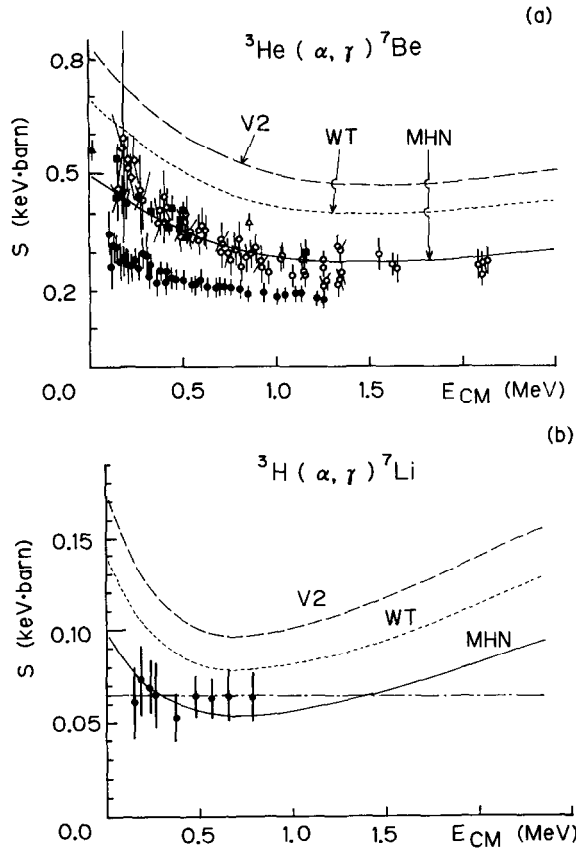 (a)
³He (α, γ) ⁷Be
0.8
0.5
0.2
0.0
S (keV·barn)
V2
WT
MHN
0.5
1.0
1.5
E_CM (MeV)
(b)
³H (α, γ) ⁷Li
0.15
0.10
0.05
0.0
S (keV·barn)
V2
WT
MHN
0.5
1.0
1.5
E_CM (MeV)